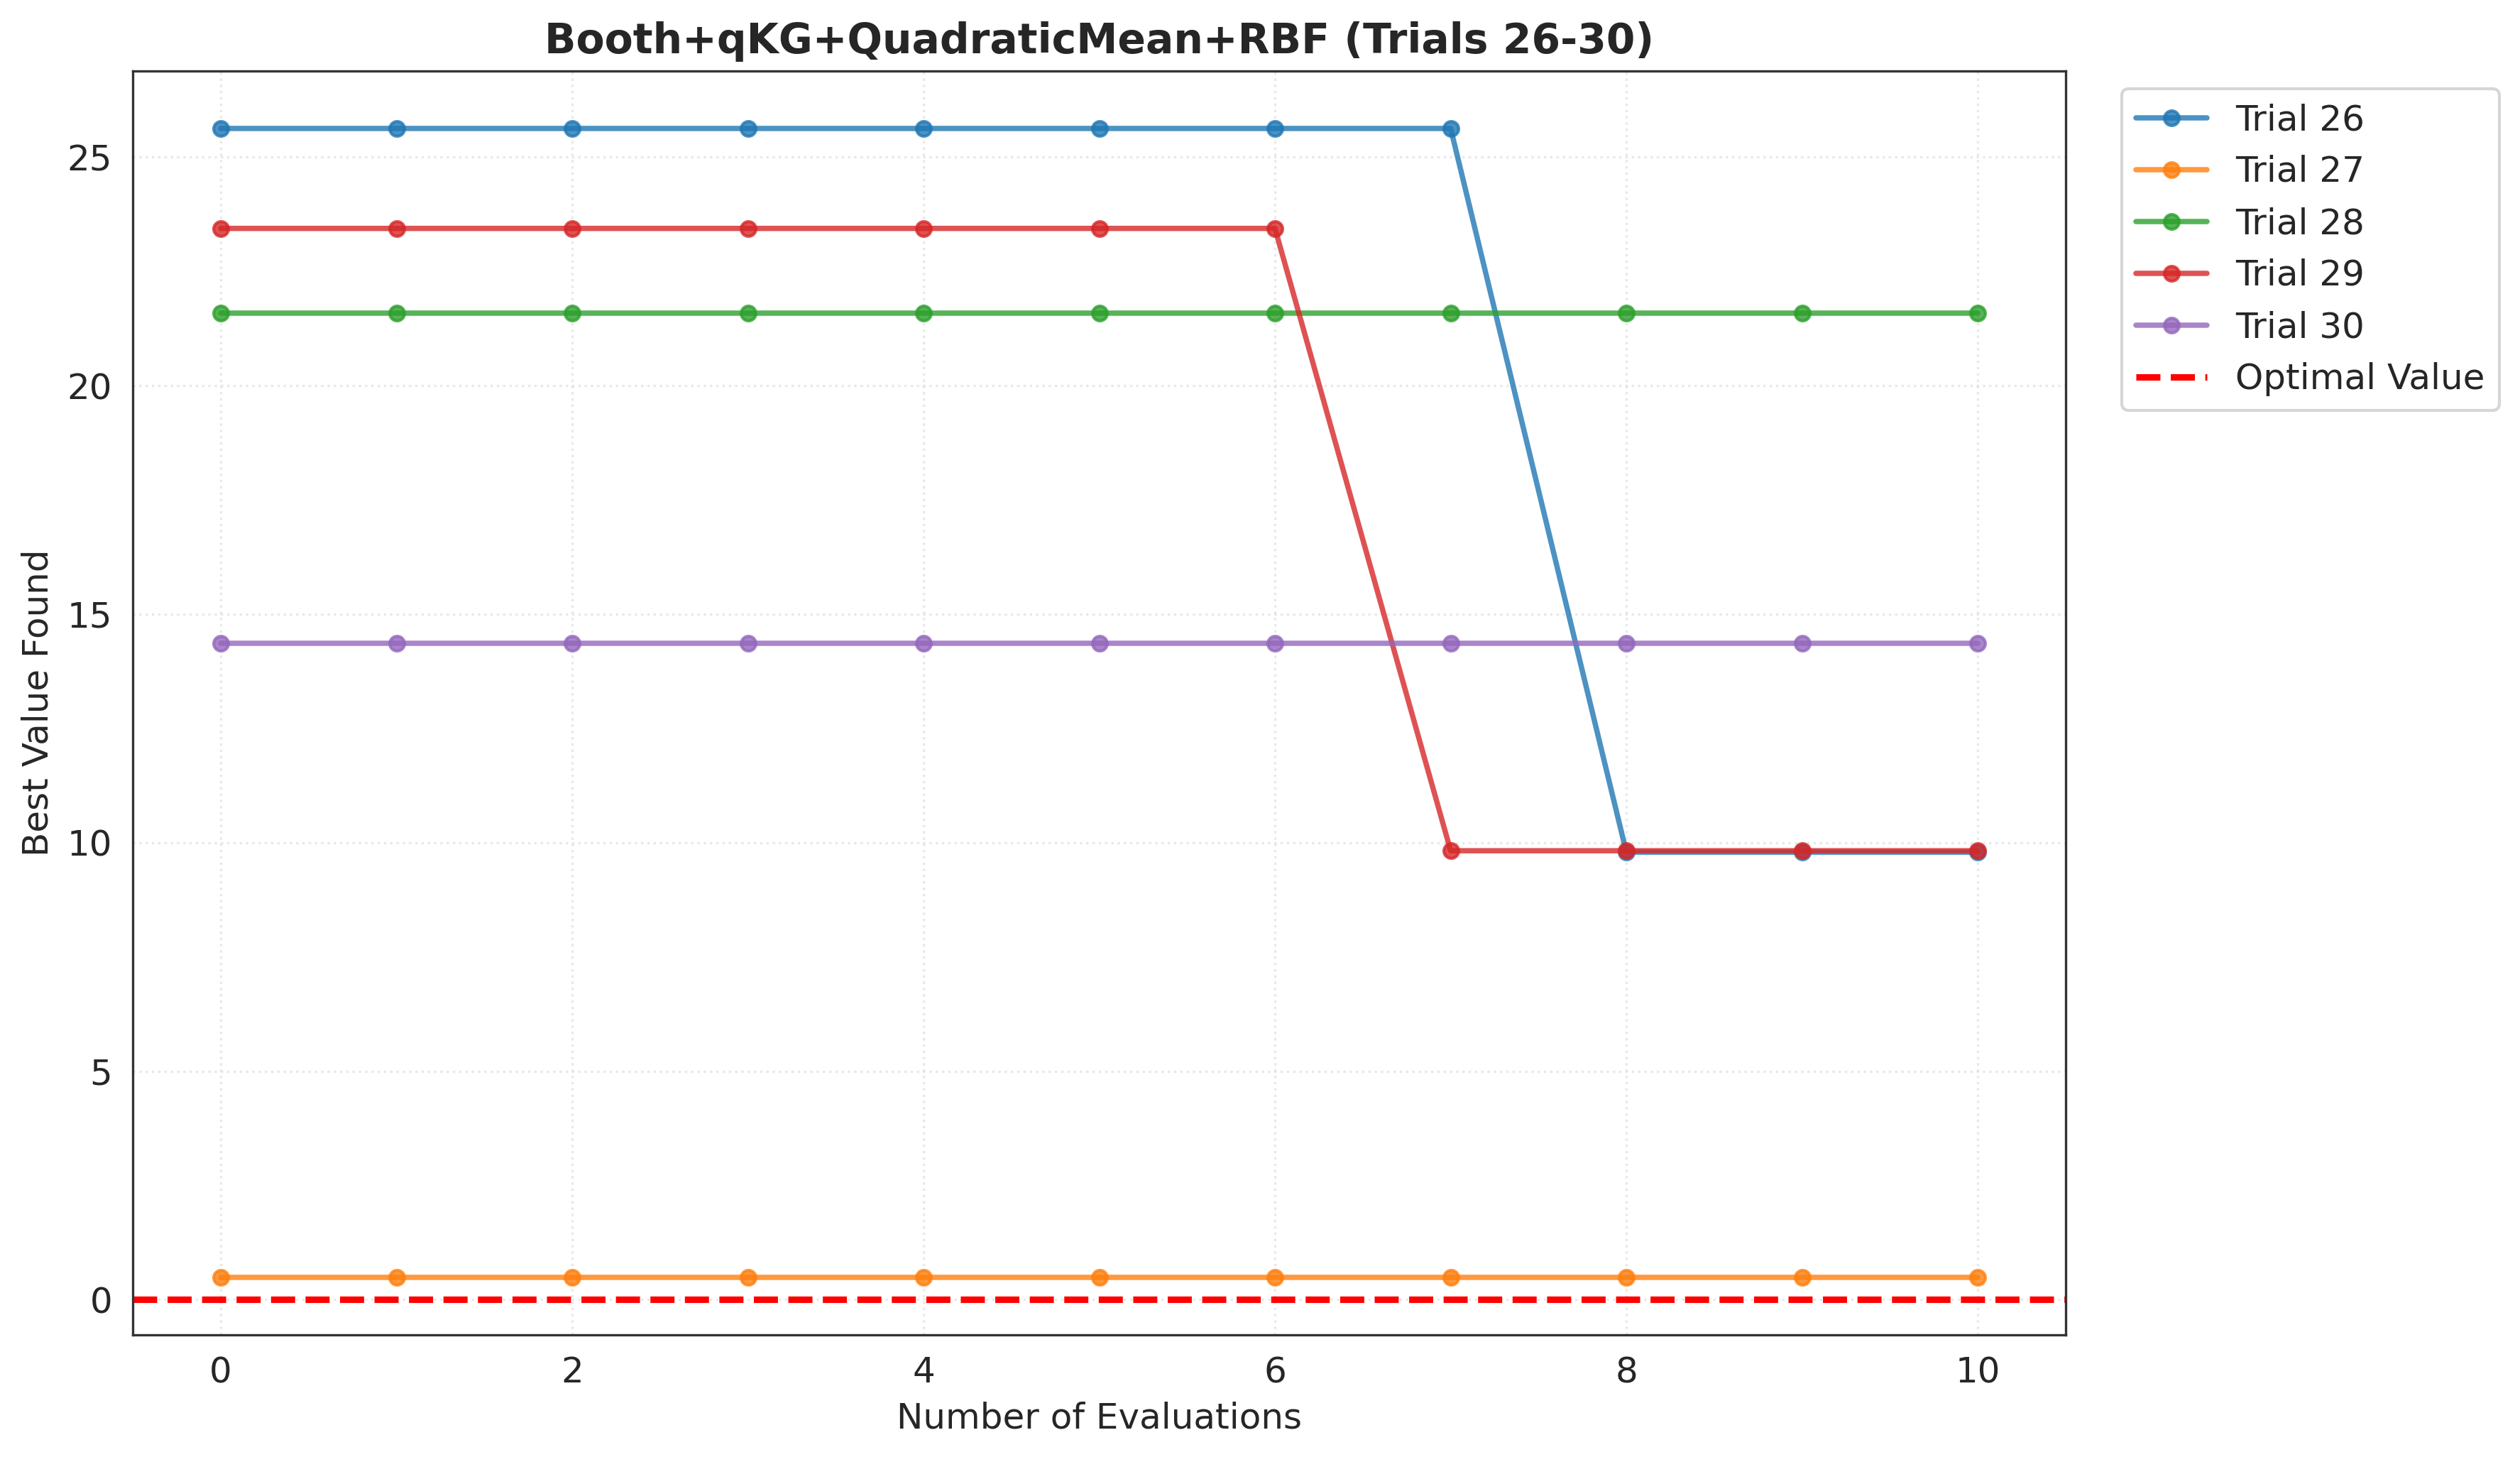 Booth+qKG+QuadraticMean+RBF (Trials 26-30)
Trial 26
Trial 27
Trial 28
Trial 29
Trial 30
Optimal Value
Best Value Found
25
20
15
10
5
0
0 2 4 6 8 10
Number of Evaluations